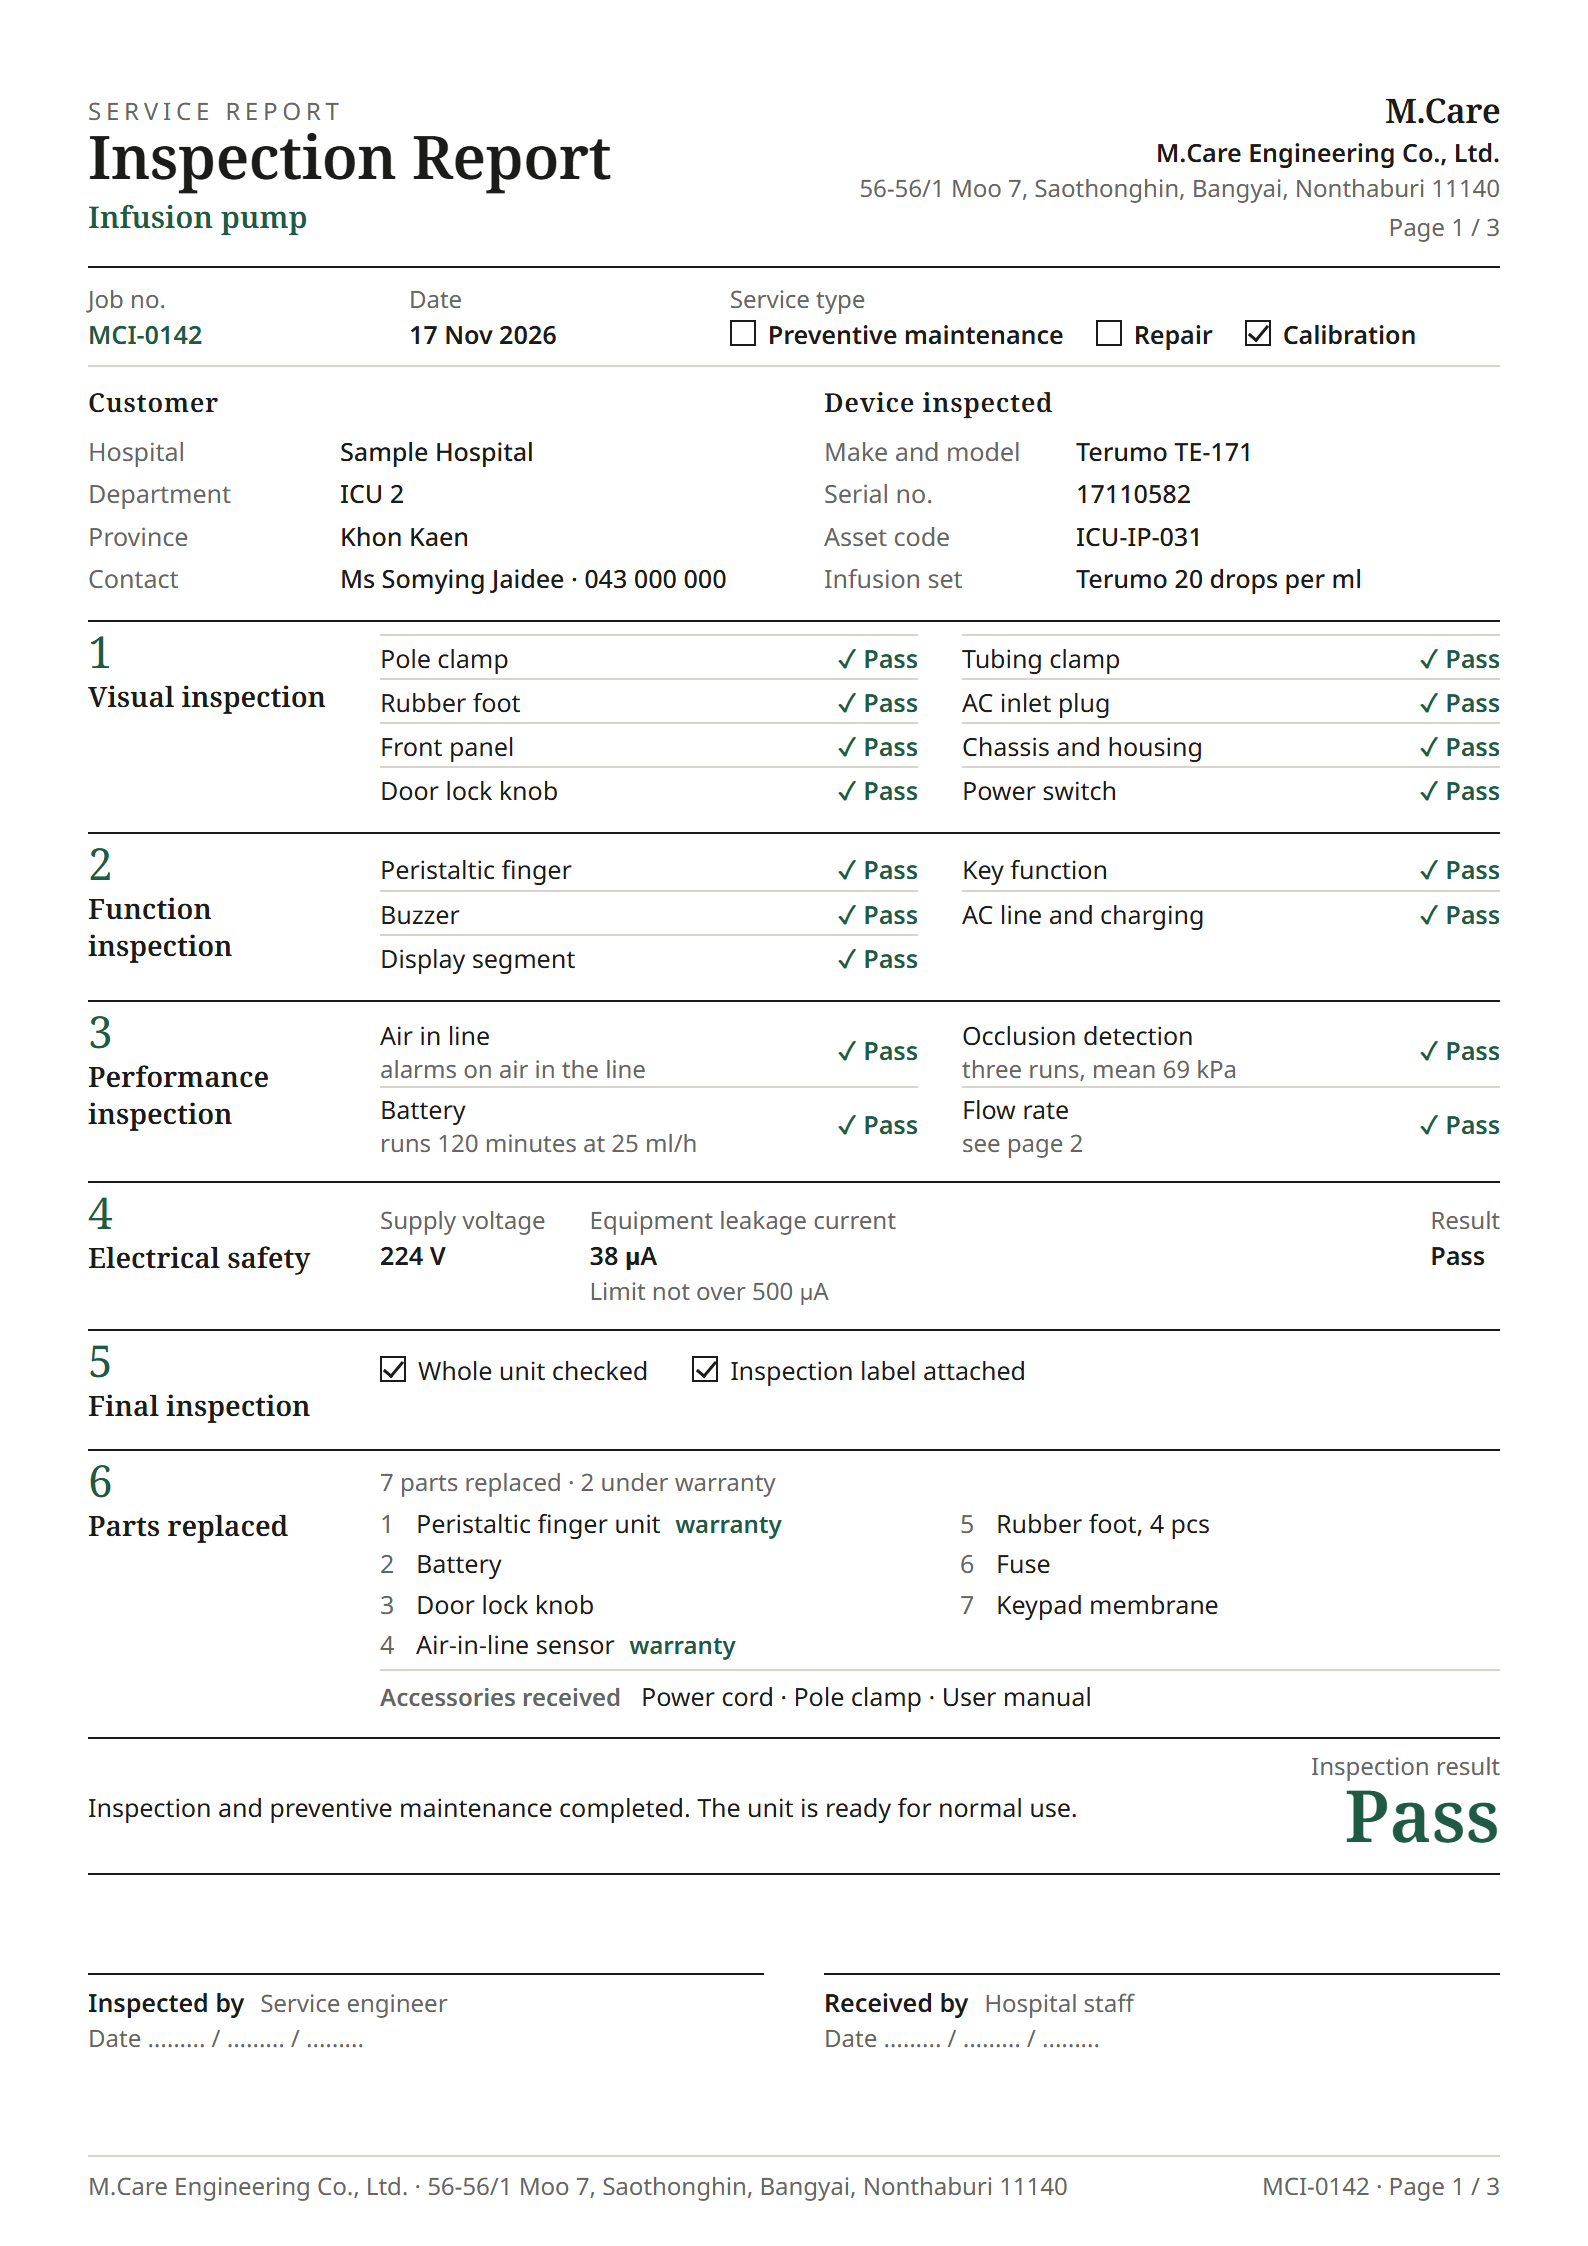 SERVICE REPORT
Inspection Report
Infusion pump
M.Care
M.Care Engineering Co., Ltd.
56-56/1 Moo 7, Saothonghin, Bangyai, Nonthaburi 11140
Page 1 / 3
Job no.
MCI-0142
Date
17 Nov 2026
Service type
Preventive maintenance Repair Calibration
Customer
Hospital Sample Hospital
Department ICU 2
Province Khon Kaen
Contact Ms Somying Jaidee · 043 000 000
Device inspected
Make and model Terumo TE-171
Serial no. 17110582
Asset code ICU-IP-031
Infusion set Terumo 20 drops per ml
1
Visual inspection
Pole clamp ✓ Pass
Rubber foot ✓ Pass
Front panel ✓ Pass
Door lock knob ✓ Pass
Tubing clamp ✓ Pass
AC inlet plug ✓ Pass
Chassis and housing ✓ Pass
Power switch ✓ Pass
2
Function
inspection
Peristaltic finger ✓ Pass
Buzzer ✓ Pass
Display segment ✓ Pass
Key function ✓ Pass
AC line and charging ✓ Pass
3
Performance
inspection
Air in line
alarms on air in the line
✓ Pass
Battery
runs 120 minutes at 25 ml/h
✓ Pass
Occlusion detection
three runs, mean 69 kPa
✓ Pass
Flow rate
see page 2
✓ Pass
4
Electrical safety
Supply voltage
224 V
Equipment leakage current
38 µA
Limit not over 500 µA
Result
Pass
5
Final inspection
Whole unit checked Inspection label attached
6
Parts replaced
7 parts replaced · 2 under warranty
1 Peristaltic finger unit warranty
2 Battery
3 Door lock knob
4 Air-in-line sensor warranty
5 Rubber foot, 4 pcs
6 Fuse
7 Keypad membrane
Accessories received Power cord · Pole clamp · User manual
Inspection and preventive maintenance completed. The unit is ready for normal use.
Inspection result
Pass
Inspected by Service engineer
Date ......... / ......... / .........
Received by Hospital staff
Date ......... / ......... / .........
M.Care Engineering Co., Ltd. · 56-56/1 Moo 7, Saothonghin, Bangyai, Nonthaburi 11140
MCI-0142 · Page 1 / 3